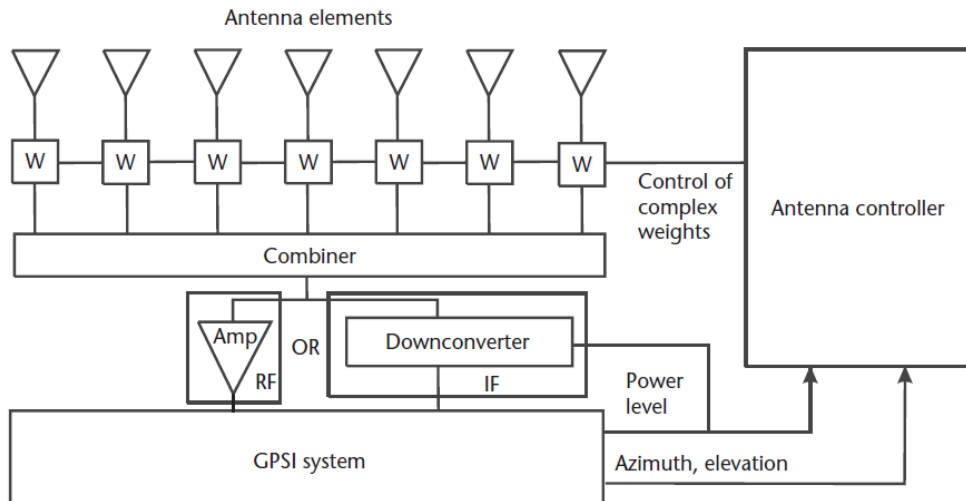 Antenna elements
W W W W W W W
Control of
complex
weights
Antenna controller
Combiner
Amp
OR
Downconverter
RF
IF
Power
level
GPSI system
Azimuth, elevation